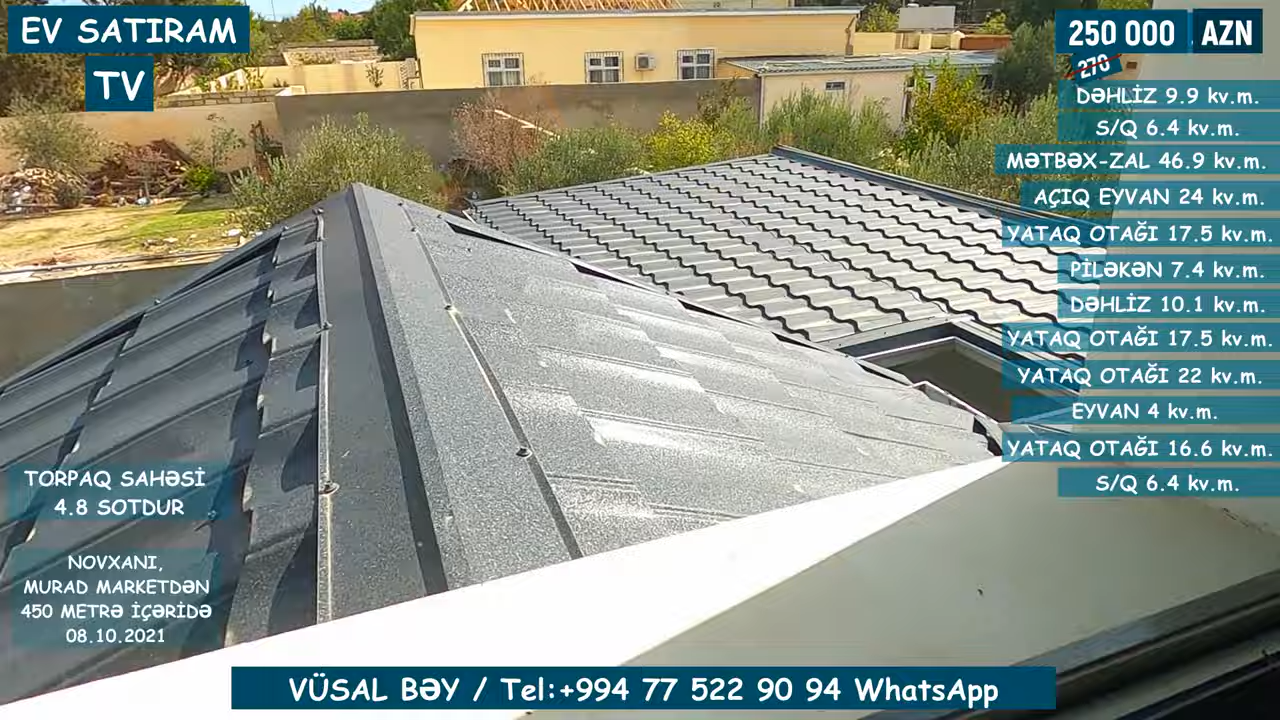 EV SATIRAM
TV
250 000 AZN
270
DƏHLİZ 9.9 kv.m.
S/Q 6.4 kv.m.
MƏTBƏX-ZAL 46.9 kv.m.
AÇIQ EYVAN 24 kv.m.
YATAQ OTAĞI 17.5 kv.m.
PİLƏKƏN 7.4 kv.m.
DƏHLİZ 10.1 kv.m.
YATAQ OTAĞI 17.5 kv.m.
YATAQ OTAĞI 22 kv.m.
EYVAN 4 kv.m.
YATAQ OTAĞI 16.6 kv.m.
S/Q 6.4 kv.m.
TORPAQ SAHƏSİ
4.8 SOTDUR
NOVXANI,
MURAD MARKETDƏN
450 METRƏ İÇƏRİDƏ
08.10.2021
VÜSAL BƏY / Tel:+994 77 522 90 94 WhatsApp